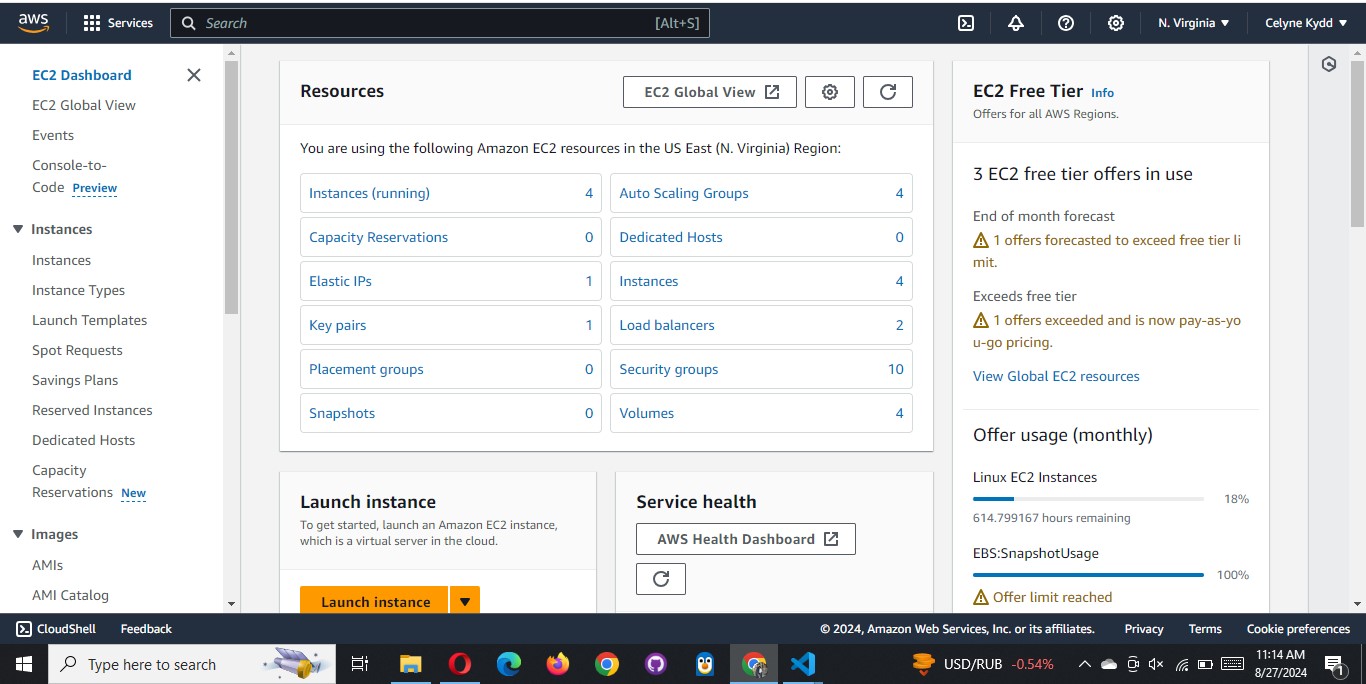 aws
Services
Search
[Alt+S]
N. Virginia
Celyne Kydd
EC2 Dashboard
EC2 Global View
Events
Console-to-
Code Preview
Instances
Instances
Instance Types
Launch Templates
Spot Requests
Savings Plans
Reserved Instances
Dedicated Hosts
Capacity
Reservations New
Images
AMIs
AMI Catalog
Resources
EC2 Global View
You are using the following Amazon EC2 resources in the US East (N. Virginia) Region:
Instances (running) 4
Auto Scaling Groups 4
Capacity Reservations 0
Dedicated Hosts 0
Elastic IPs 1
Instances 4
Key pairs 1
Load balancers 2
Placement groups 0
Security groups 10
Snapshots 0
Volumes 4
Launch instance
To get started, launch an Amazon EC2 instance,
which is a virtual server in the cloud.
Launch instance
Service health
AWS Health Dashboard
EC2 Free Tier Info
Offers for all AWS Regions.
3 EC2 free tier offers in use
End of month forecast
1 offers forecasted to exceed free tier li
mit.
Exceeds free tier
1 offers exceeded and is now pay-as-yo
u-go pricing.
View Global EC2 resources
Offer usage (monthly)
Linux EC2 Instances
18%
614.799167 hours remaining
EBS:SnapshotUsage
100%
Offer limit reached
CloudShell
Feedback
© 2024, Amazon Web Services, Inc. or its affiliates.
Privacy
Terms
Cookie preferences
Type here to search
USD/RUB -0.54%
11:14 AM
8/27/2024
1